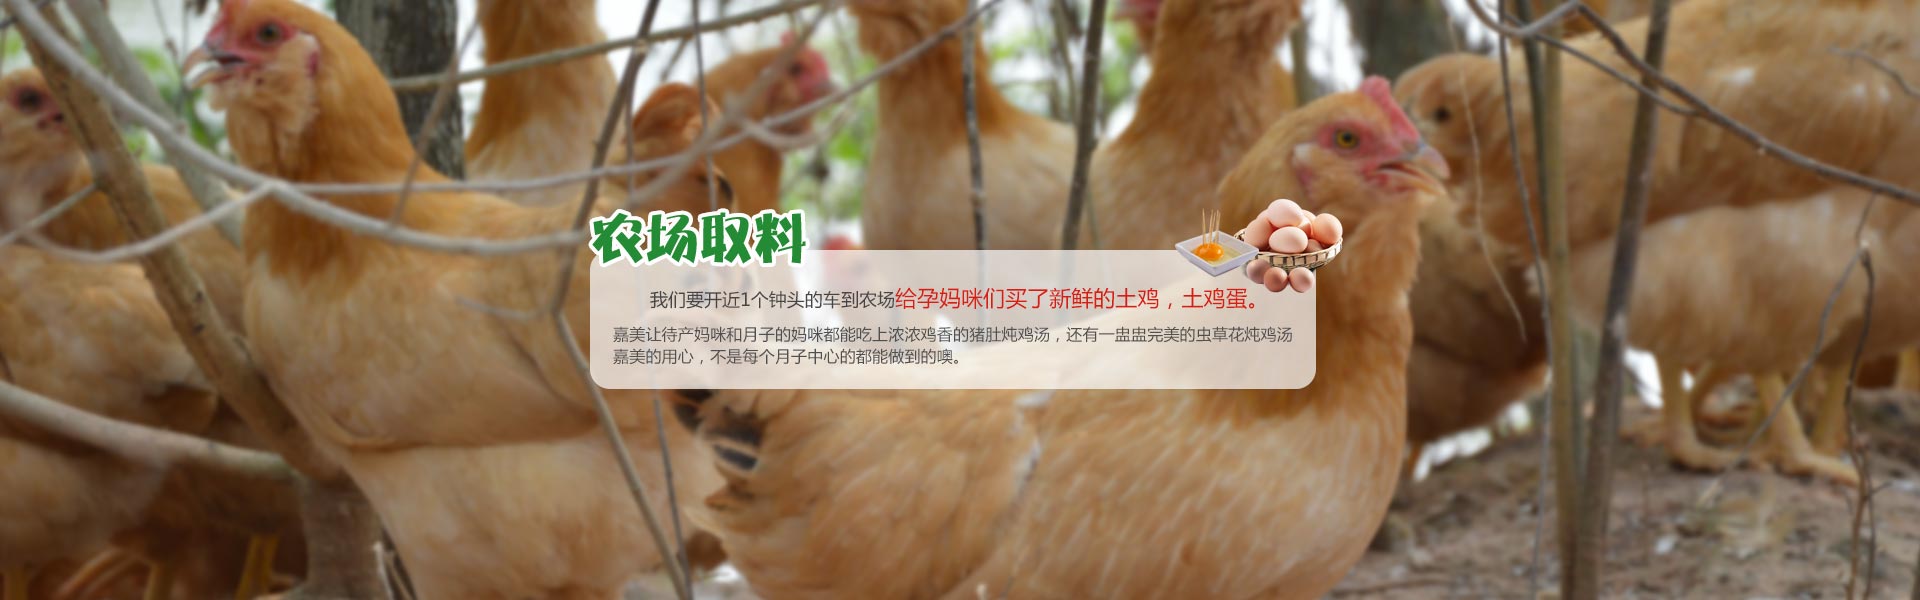 农场取料
我们要开近1个钟头的车到农场给孕妈咪们买了新鲜的土鸡，土鸡蛋。
嘉美让待产妈咪和月子的妈咪都能吃上浓浓鸡香的猪肚炖鸡汤，还有一盅盅完美的虫草花炖鸡汤
嘉美的用心，不是每个月子中心的都能做到的噢。